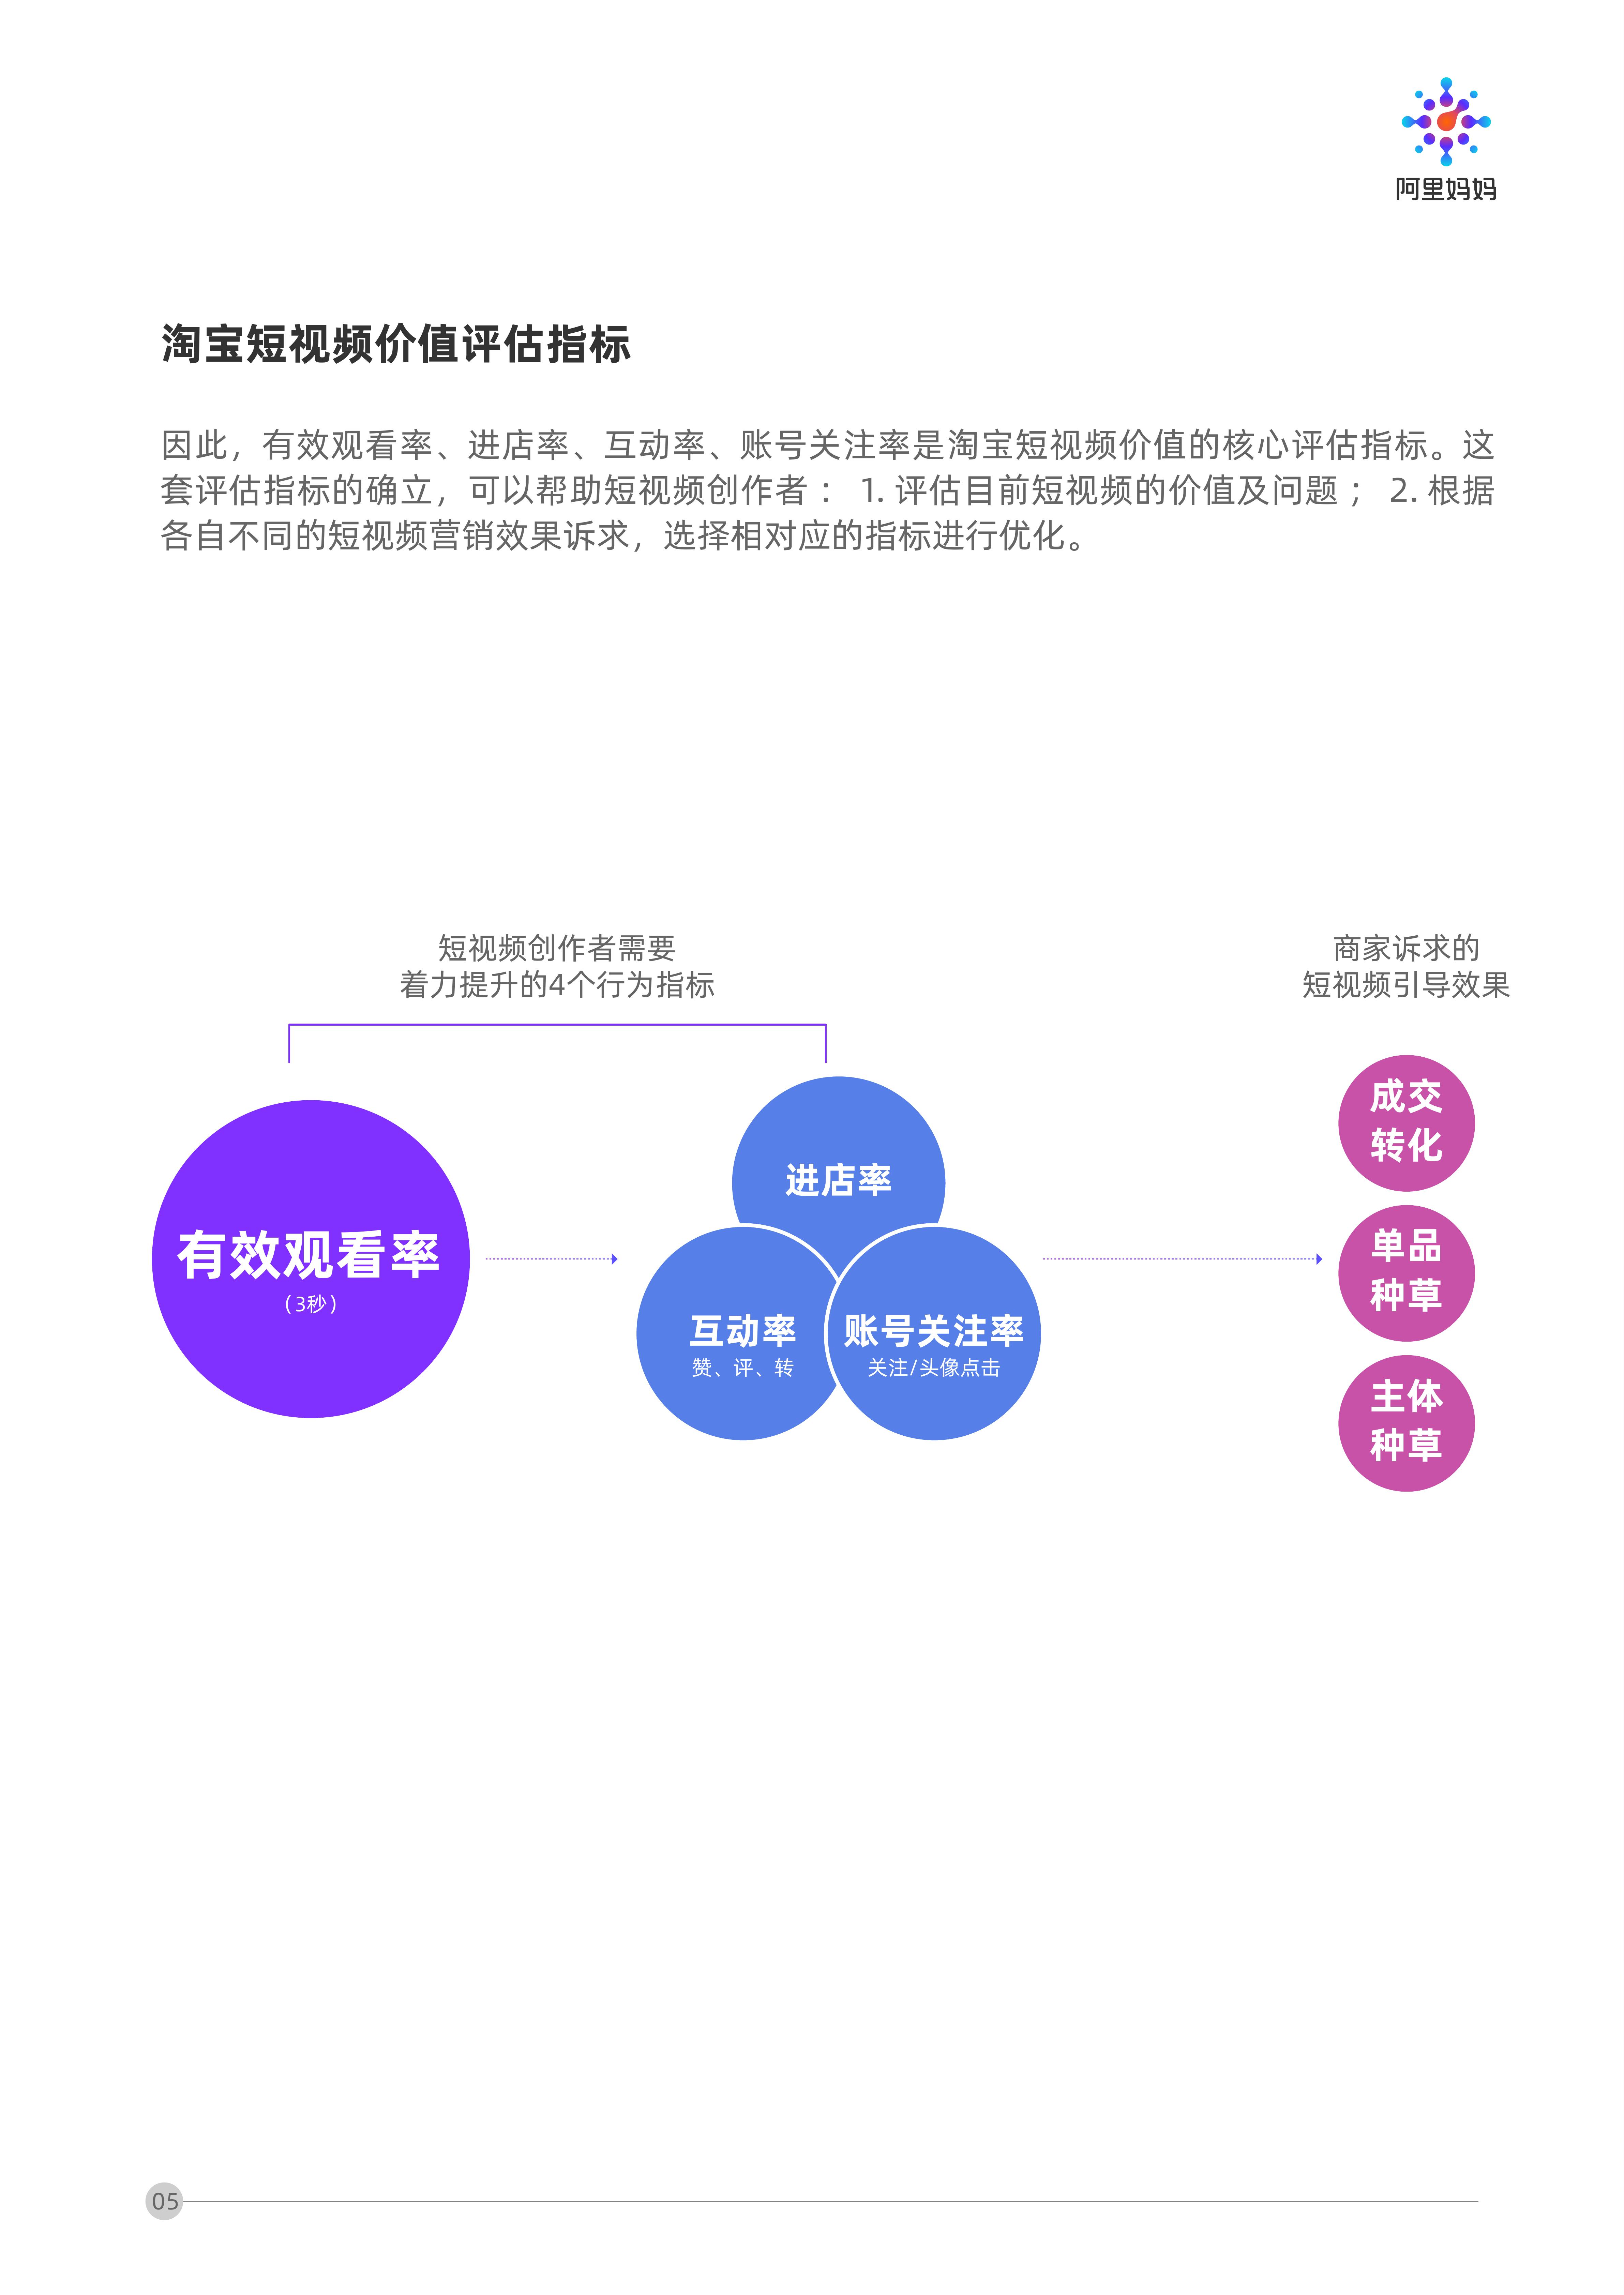 阿里妈妈
淘宝短视频价值评估指标
因此，有效观看率、进店率、互动率、账号关注率是淘宝短视频价值的核心评估指标。这
套评估指标的确立，可以帮助短视频创作者： 1. 评估目前短视频的价值及问题； 2. 根据
各自不同的短视频营销效果诉求，选择相对应的指标进行优化。
短视频创作者需要
着力提升的4个行为指标
商家诉求的
短视频引导效果
有效观看率
（3秒）
进店率
互动率
赞、评、转
账号关注率
关注/头像点击
成交
转化
单品
种草
主体
种草
05